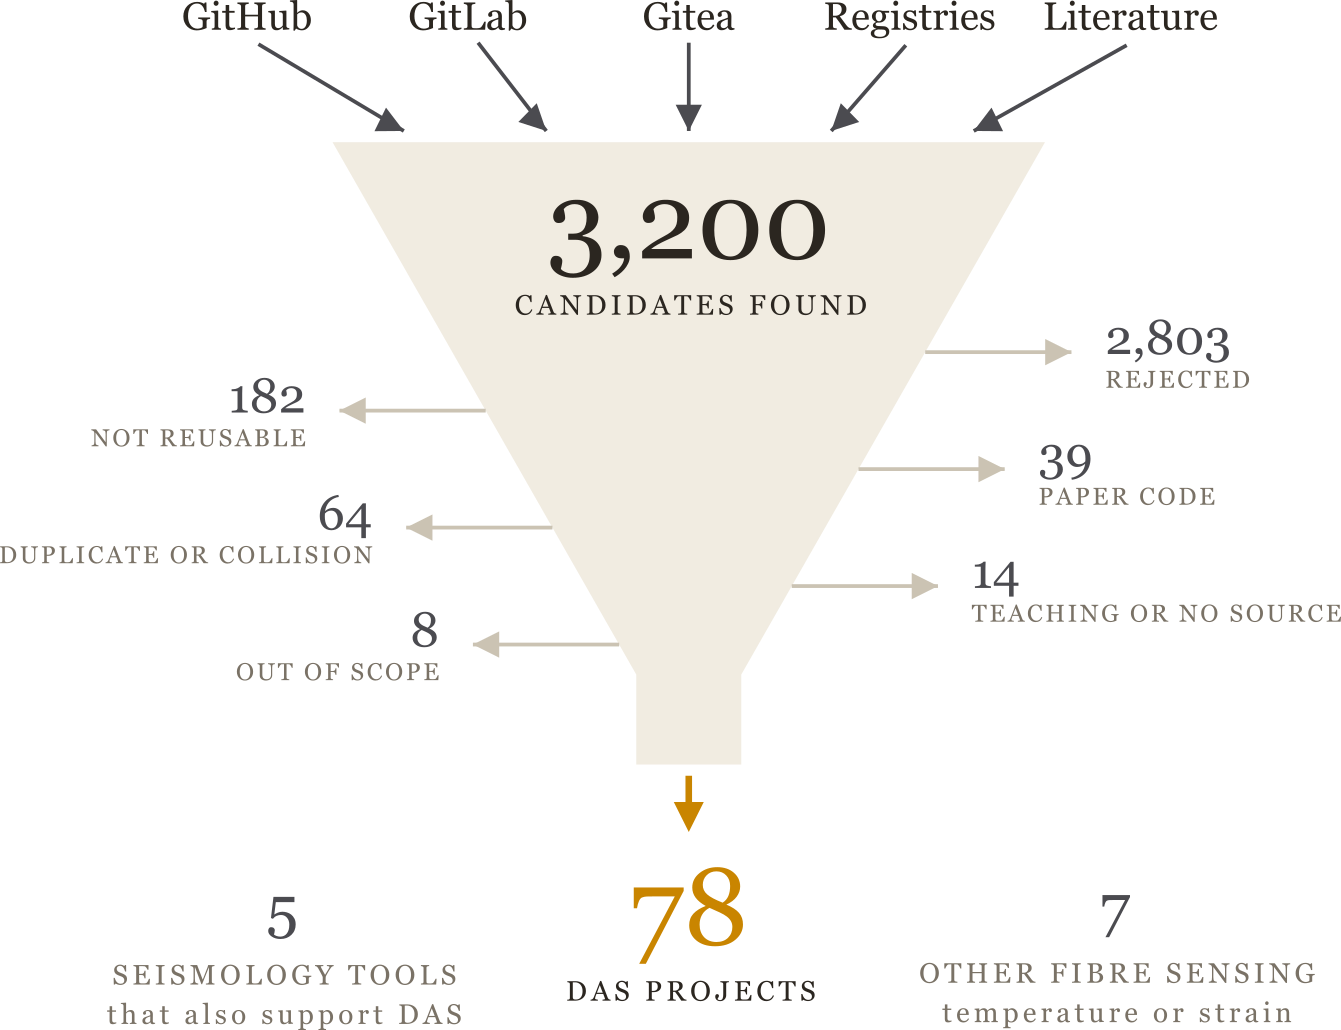 GitHub GitLab Gitea Registries Literature
3,200
CANDIDATES FOUND
2,803
REJECTED
182
NOT REUSABLE
39
PAPER CODE
64
DUPLICATE OR COLLISION
14
TEACHING OR NO SOURCE
8
OUT OF SCOPE
78
DAS PROJECTS
5
SEISMOLOGY TOOLS
that also support DAS
7
OTHER FIBRE SENSING
temperature or strain